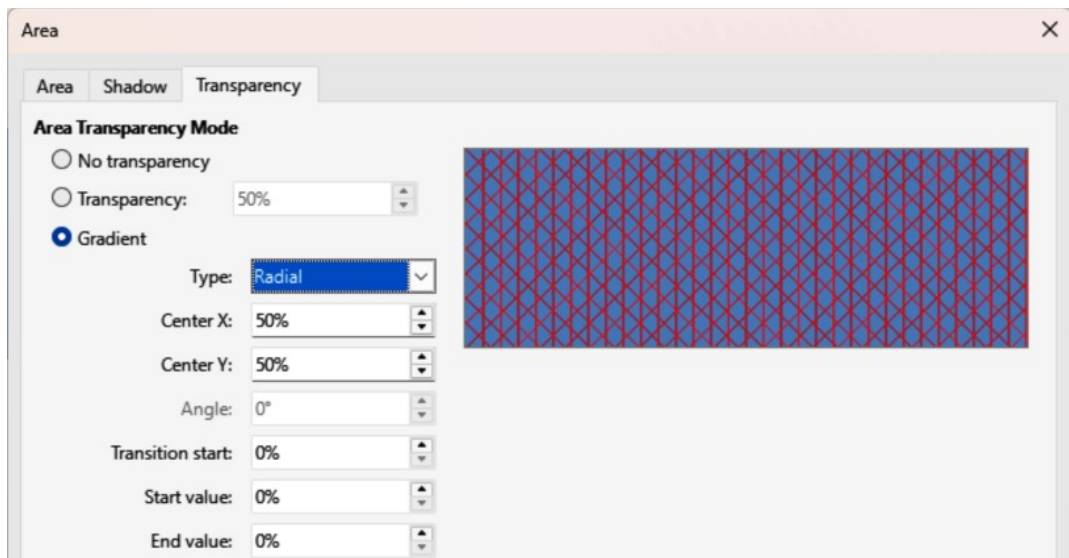 Area
Area Shadow Transparency
Area Transparency Mode
No transparency
Transparency: 50%
Gradient
Type: Radial
Center X: 50%
Center Y: 50%
Angle: 0°
Transition start: 0%
Start value: 0%
End value: 0%